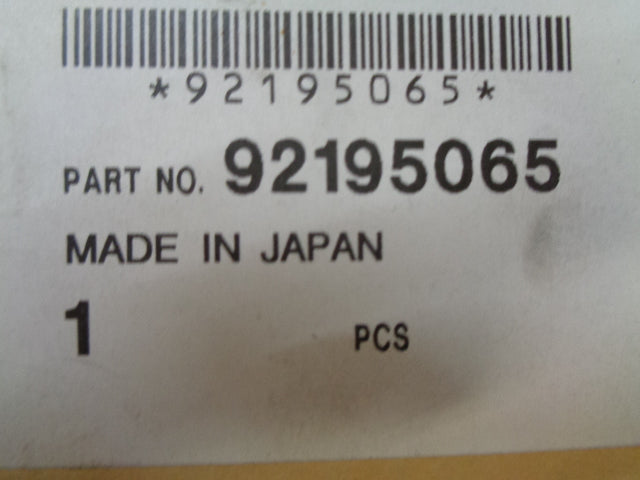 *92195065*
PART NO. 92195065
MADE IN JAPAN
1 PCS